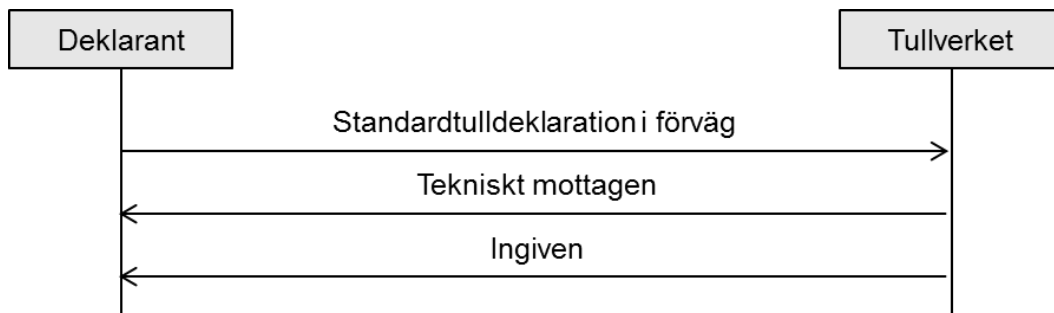 Deklarant
Tullverket
Standardtulldeklaration i förväg
Tekniskt mottagen
Ingiven